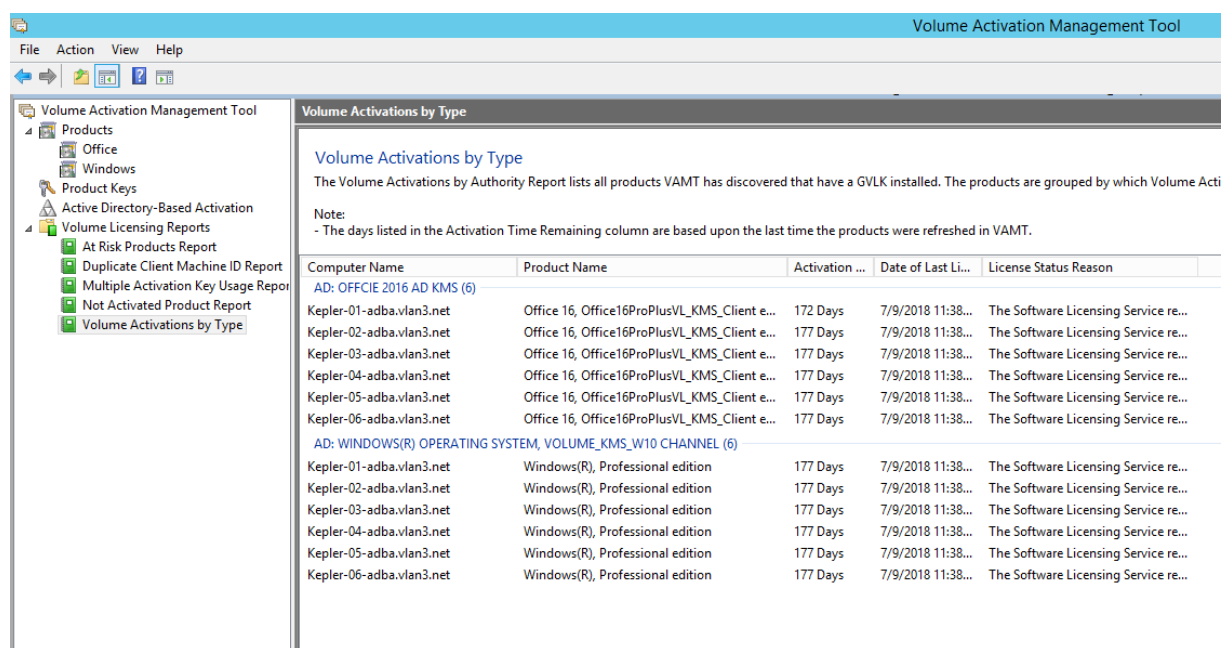 Volume Activation Management Tool
File Action View Help
Volume Activation Management Tool
Products
Office
Windows
Product Keys
Active Directory-Based Activation
Volume Licensing Reports
At Risk Products Report
Duplicate Client Machine ID Report
Multiple Activation Key Usage Repor
Not Activated Product Report
Volume Activations by Type
Volume Activations by Type
Volume Activations by Type
The Volume Activations by Authority Report lists all products VAMT has discovered that have a GVLK installed. The products are grouped by which Volume Acti
Note:
- The days listed in the Activation Time Remaining column are based upon the last time the products were refreshed in VAMT.
Computer Name Product Name Activation ... Date of Last Li... License Status Reason
AD: OFFCIE 2016 AD KMS (6)
Kepler-01-adba.vlan3.net Office 16, Office16ProPlusVL_KMS_Client e... 172 Days 7/9/2018 11:38... The Software Licensing Service re...
Kepler-02-adba.vlan3.net Office 16, Office16ProPlusVL_KMS_Client e... 177 Days 7/9/2018 11:38... The Software Licensing Service re...
Kepler-03-adba.vlan3.net Office 16, Office16ProPlusVL_KMS_Client e... 177 Days 7/9/2018 11:38... The Software Licensing Service re...
Kepler-04-adba.vlan3.net Office 16, Office16ProPlusVL_KMS_Client e... 177 Days 7/9/2018 11:38... The Software Licensing Service re...
Kepler-05-adba.vlan3.net Office 16, Office16ProPlusVL_KMS_Client e... 177 Days 7/9/2018 11:38... The Software Licensing Service re...
Kepler-06-adba.vlan3.net Office 16, Office16ProPlusVL_KMS_Client e... 177 Days 7/9/2018 11:38... The Software Licensing Service re...
AD: WINDOWS(R) OPERATING SYSTEM, VOLUME_KMS_W10 CHANNEL (6)
Kepler-01-adba.vlan3.net Windows(R), Professional edition 177 Days 7/9/2018 11:38... The Software Licensing Service re...
Kepler-02-adba.vlan3.net Windows(R), Professional edition 177 Days 7/9/2018 11:38... The Software Licensing Service re...
Kepler-03-adba.vlan3.net Windows(R), Professional edition 177 Days 7/9/2018 11:38... The Software Licensing Service re...
Kepler-04-adba.vlan3.net Windows(R), Professional edition 177 Days 7/9/2018 11:38... The Software Licensing Service re...
Kepler-05-adba.vlan3.net Windows(R), Professional edition 177 Days 7/9/2018 11:38... The Software Licensing Service re...
Kepler-06-adba.vlan3.net Windows(R), Professional edition 177 Days 7/9/2018 11:38... The Software Licensing Service re...